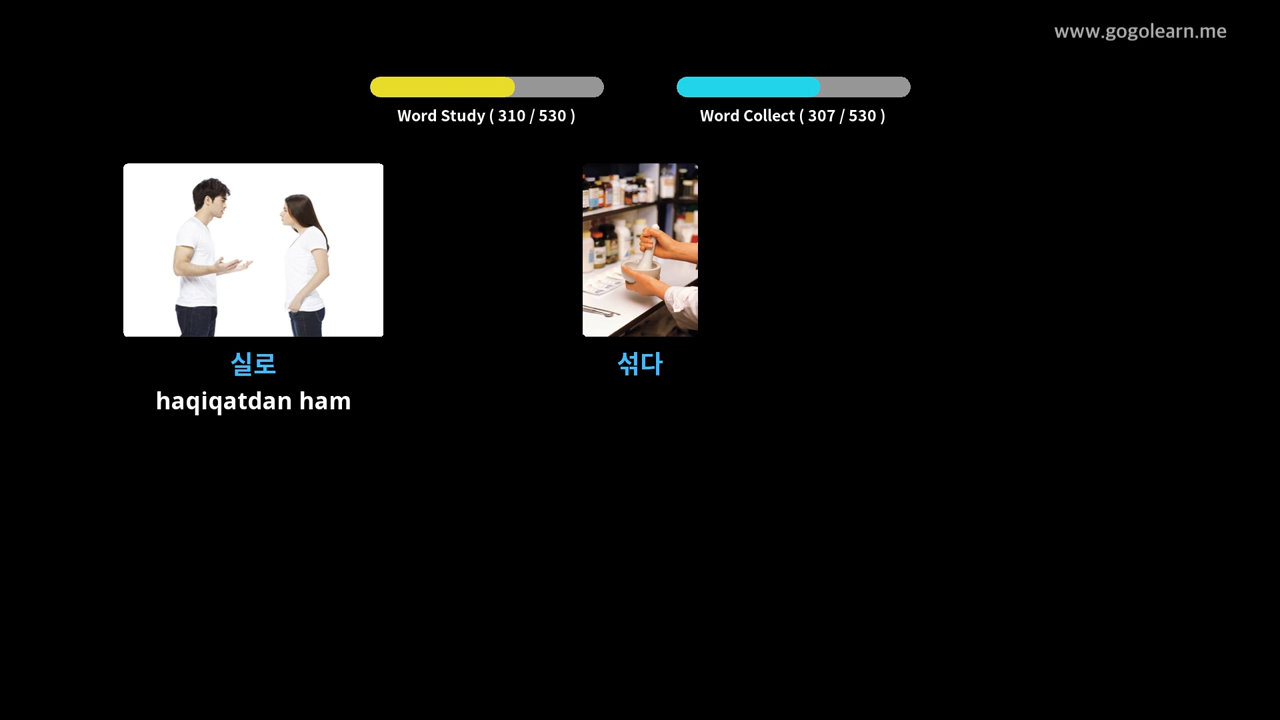 www.gogolearn.me
Word Study ( 310 / 530 )
Word Collect ( 307 / 530 )
실로
haqiqatdan ham
섞다